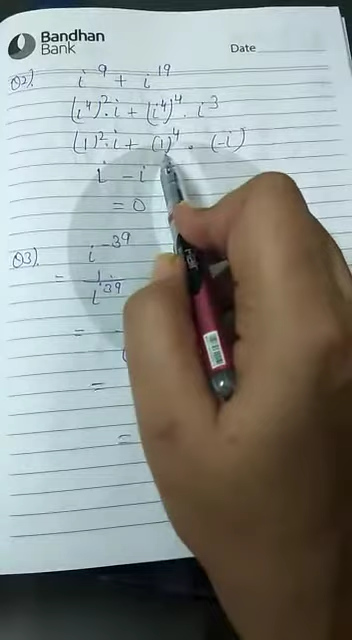 Bandhan
Bank
Date
Q2). i⁹ + i¹⁹
(i⁴)²·i + (i⁴)⁴ · i³
(1)²·i + (1)⁴ · (-i)
i - i
= 0
Q3). i⁻³⁹
- 1/i³⁹
=
=
=